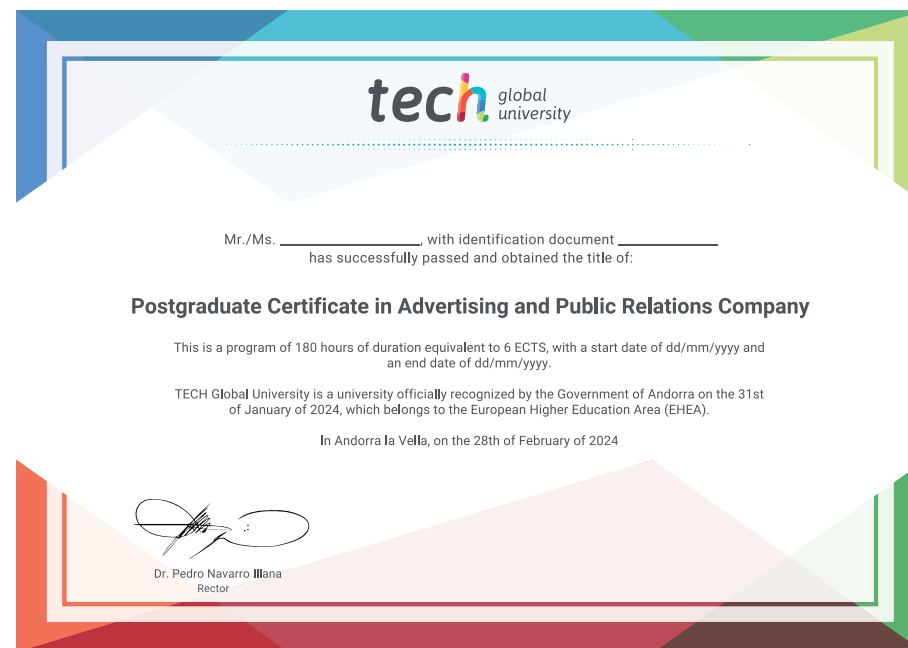 tech global university
Mr./Ms. ____________, with identification document ____________
has successfully passed and obtained the title of:
Postgraduate Certificate in Advertising and Public Relations Company
This is a program of 180 hours of duration equivalent to 6 ECTS, with a start date of dd/mm/yyyy and
an end date of dd/mm/yyyy.
TECH Global University is a university officially recognized by the Government of Andorra on the 31st
of January of 2024, which belongs to the European Higher Education Area (EHEA).
In Andorra la Vella, on the 28th of February of 2024
Dr. Pedro Navarro Illana
Rector